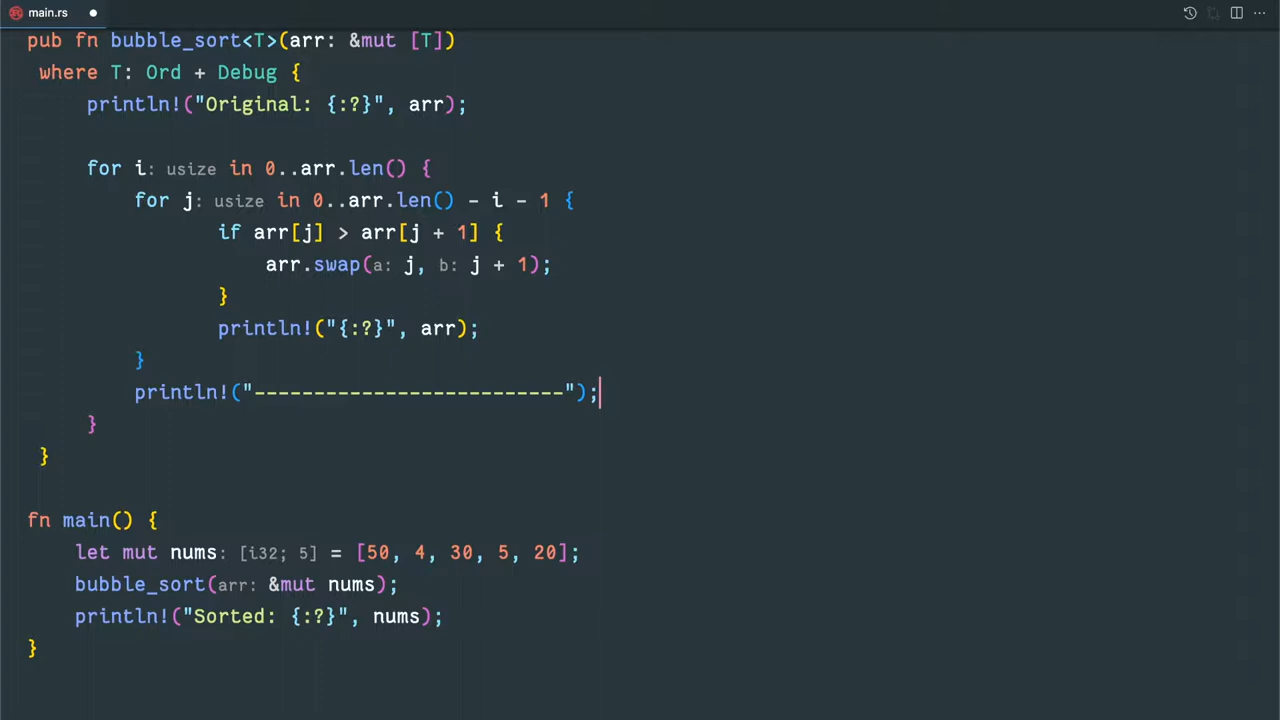 main.rs
pub fn bubble_sort<T>(arr: &mut [T])
where T: Ord + Debug {
println!("Original: {:?}", arr);
for i: usize in 0..arr.len() {
for j: usize in 0..arr.len() - i - 1 {
if arr[j] > arr[j + 1] {
arr.swap(a: j, b: j + 1);
}
println!("{:?}", arr);
}
println!("--------------------------");
}
}
fn main() {
let mut nums: [i32; 5] = [50, 4, 30, 5, 20];
bubble_sort(arr: &mut nums);
println!("Sorted: {:?}", nums);
}